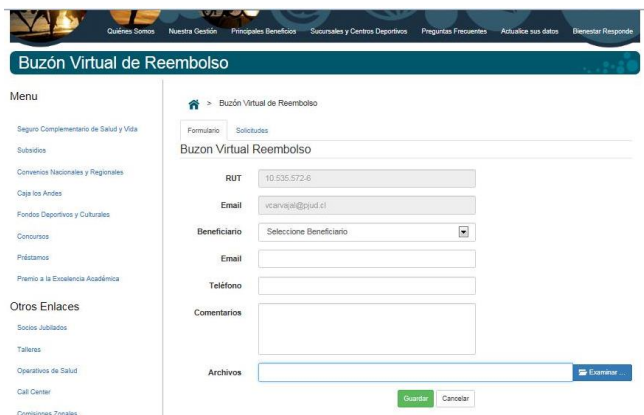 Quiénes Somos Nuestra Gestión Principales Beneficios Sucursales y Centros Deportivos Preguntas Frecuentes Actualice sus datos Bienestar Responde
Buzón Virtual de Reembolso
Menu
Seguro Complementario de Salud y Vida
Subsidios
Convenios Nacionales y Regionales
Caja los Andes
Fondos Deportivos y Culturales
Concursos
Préstamos
Premio a la Excelencia Académica
Otros Enlaces
Socios Jubilados
Talleres
Operativos de Salud
Call Center
Comisiones Zonales
> Buzón Virtual de Reembolso
Formulario Solicitudes
Buzon Virtual Reembolso
RUT 10.535.572-6
Email vcarvajal@pjud.cl
Beneficiario Seleccione Beneficiario
Email
Teléfono
Comentarios
Archivos Examinar ...
Guardar Cancelar